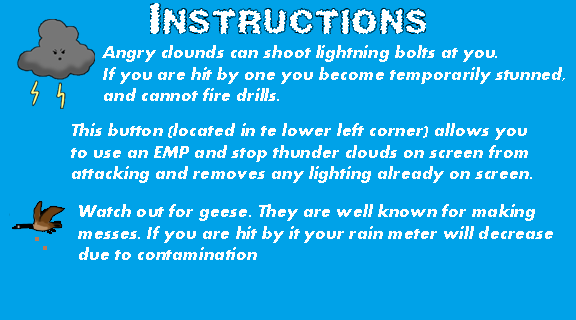 Instructions
Angry clounds can shoot lightning bolts at you.
If you are hit by one you become temporarily stunned,
and cannot fire drills.
This button (located in te lower left corner) allows you
to use an EMP and stop thunder clouds on screen from
attacking and removes any lighting already on screen.
Watch out for geese. They are well known for making
messes. If you are hit by it your rain meter will decrease
due to contamination